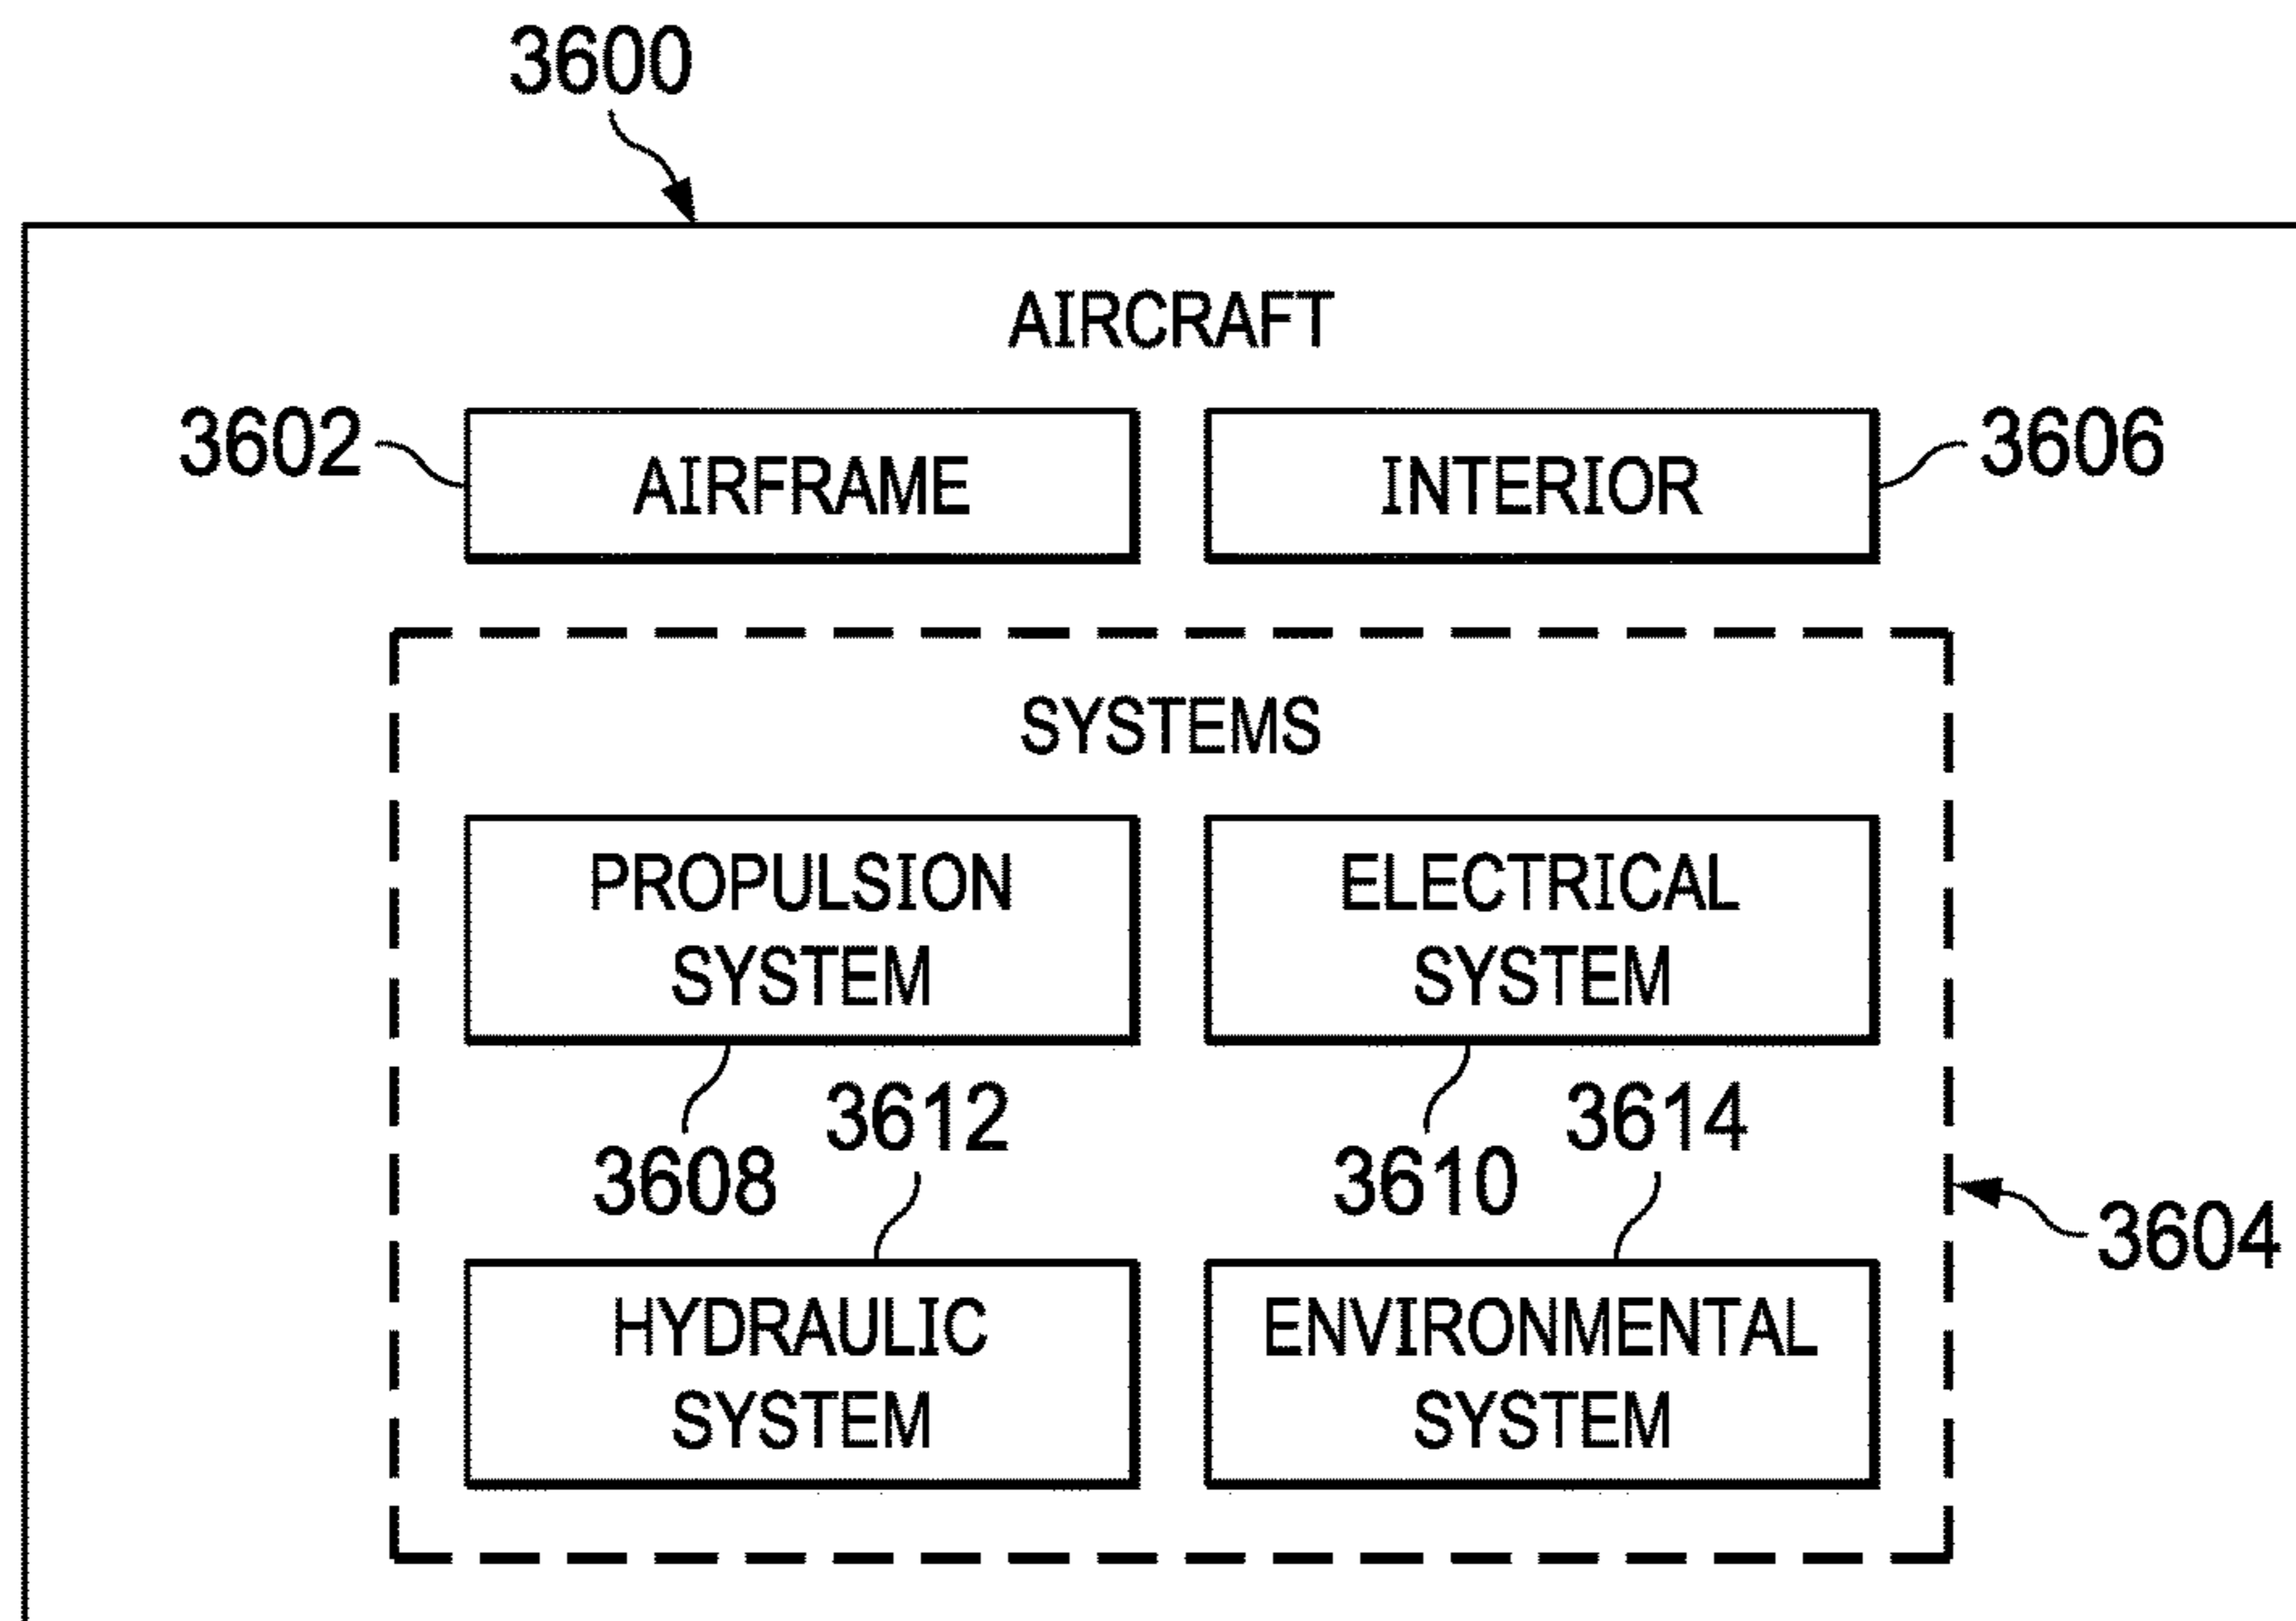 3600
AIRCRAFT
3602
AIRFRAME
INTERIOR
3606
SYSTEMS
PROPULSION
SYSTEM
ELECTRICAL
SYSTEM
3608
3612
3610
3614
3604
HYDRAULIC
SYSTEM
ENVIRONMENTAL
SYSTEM